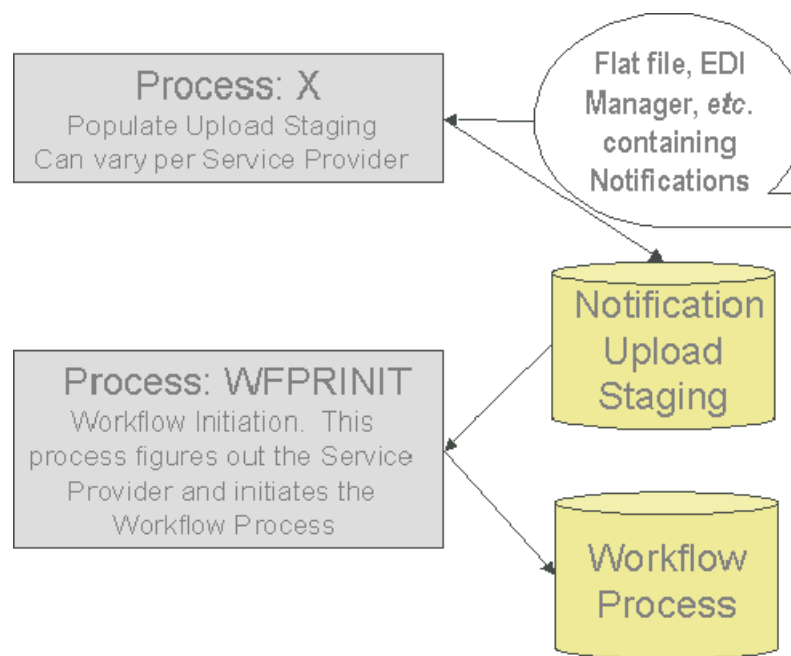 Process: X
Populate Upload Staging
Can vary per Service Provider
Flat file, EDI
Manager, etc.
containing
Notifications
Notification
Upload
Staging
Process: WFPRINIT
Workflow Initiation.  This
process figures out the Service
Provider and initiates the
Workflow Process
Workflow
Process